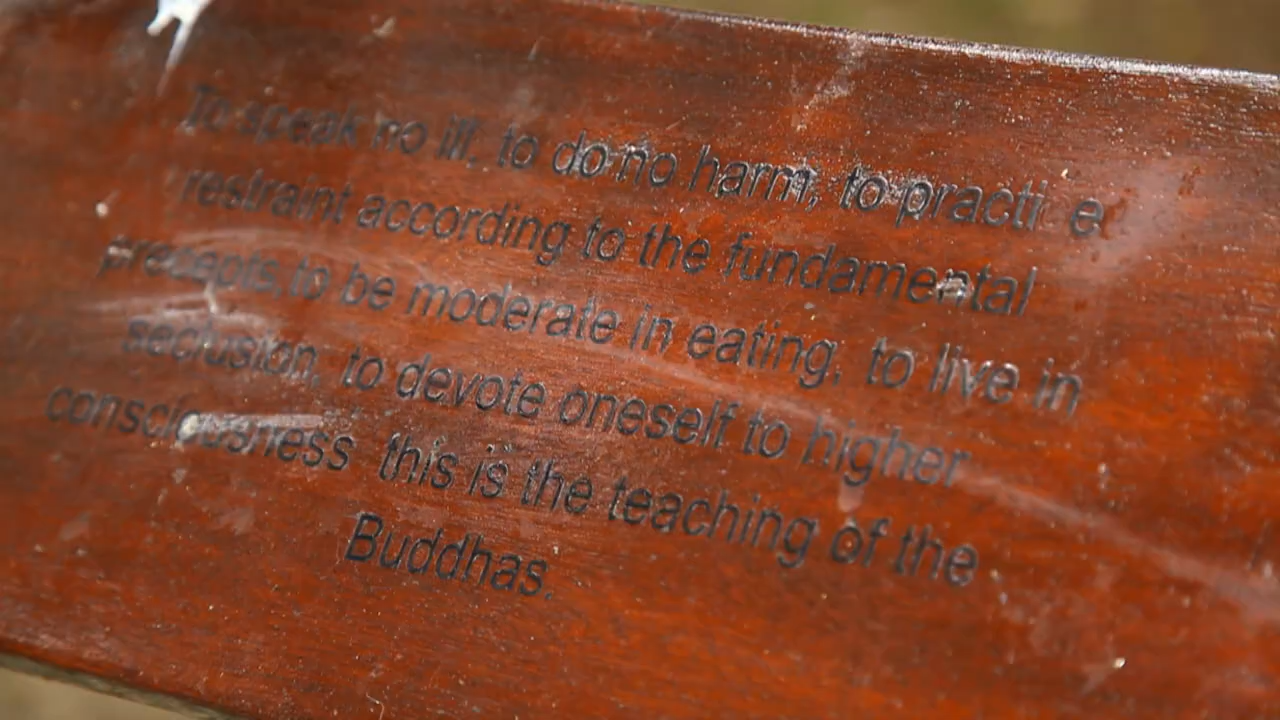 To speak no ill, to do no harm, to practi e
restraint according to the fundamental
precepts, to be moderate in eating, to live in
seclusion, to devote oneself to higher
consciousness this is the teaching of the
Buddhas.